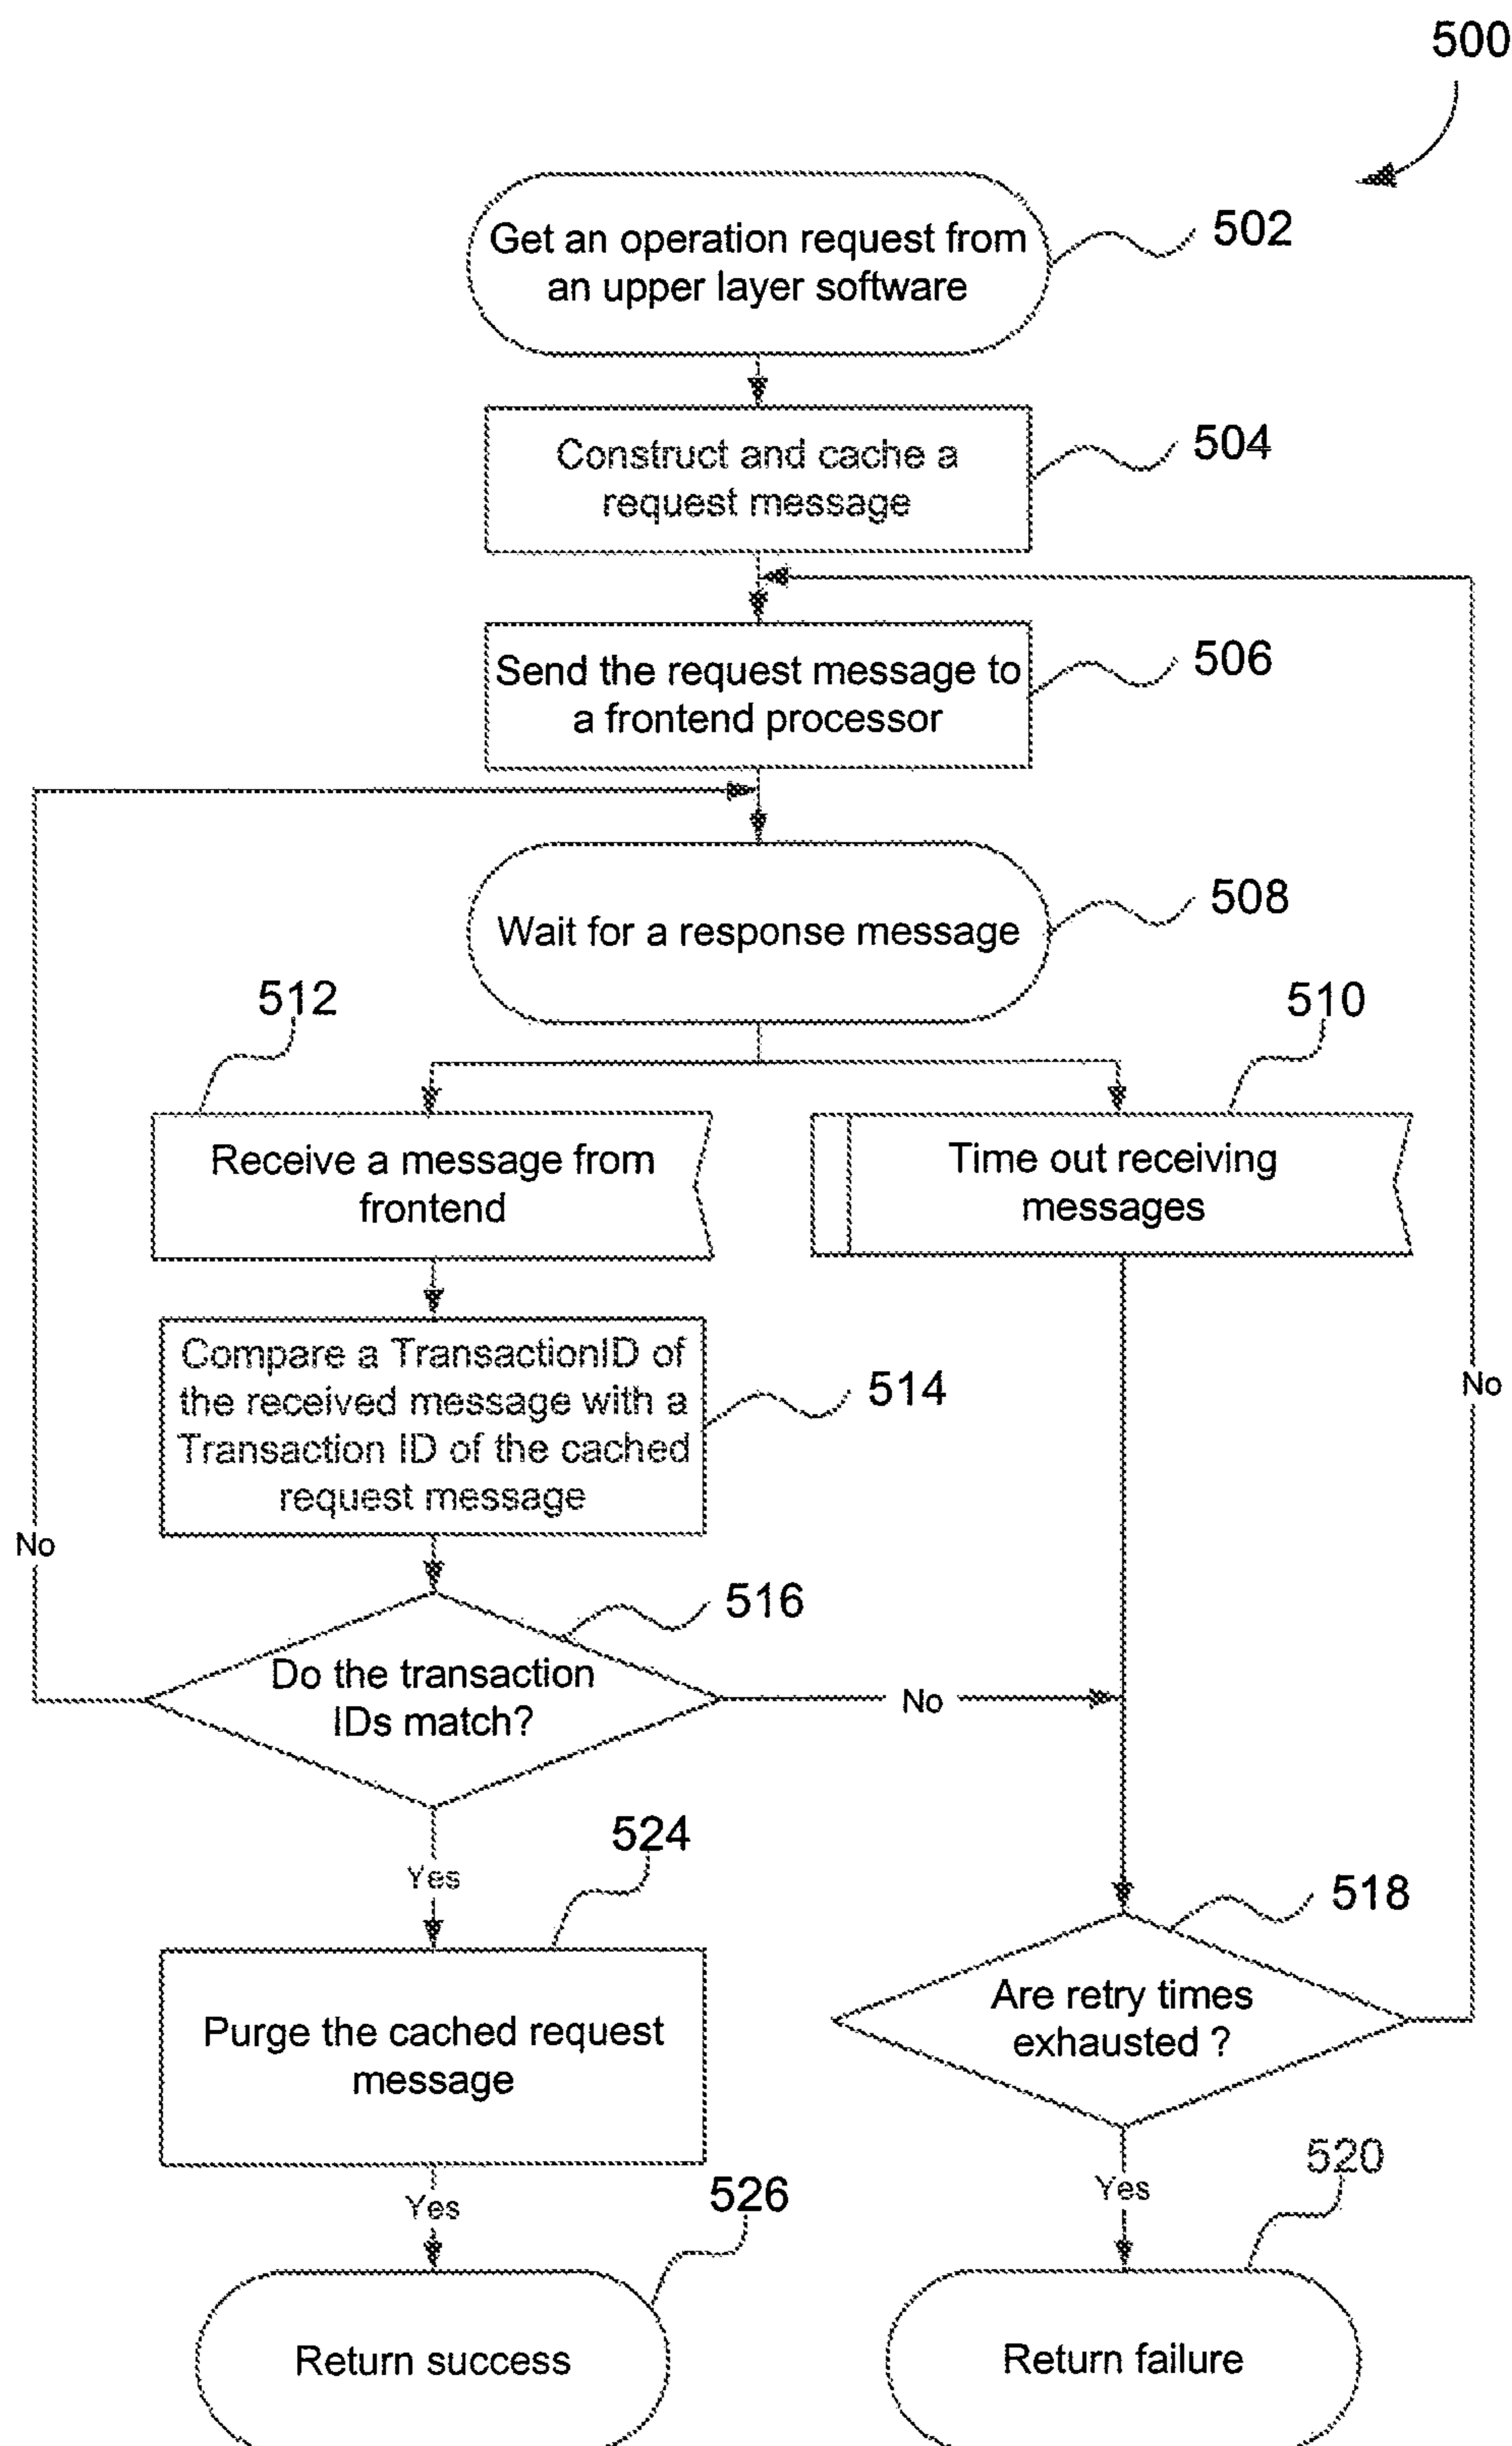 500
Get an operation request from
an upper layer software
502
Construct and cache a
request message
504
Send the request message to
a frontend processor
506
Wait for a response message
508
512
510
Receive a message from
frontend
Time out receiving
messages
Compare a TransactionID of
the received message with a
Transaction ID of the cached
request message
514
No
No
516
Do the transaction
IDs match?
No
Yes
524
518
Are retry times
exhausted ?
Purge the cached request
message
Yes
526
Yes
520
Return success
Return failure